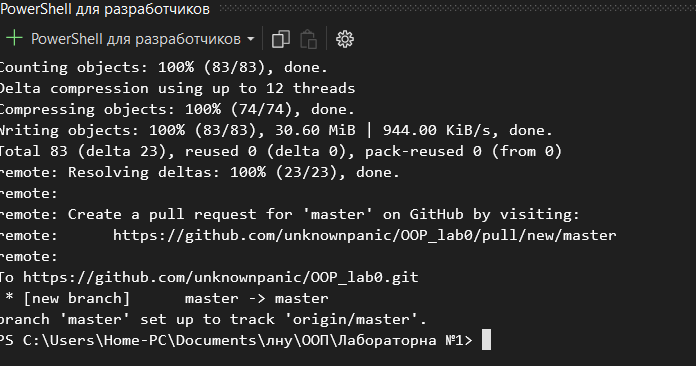 PowerShell для разработчиков
PowerShell для разработчиков
Counting objects: 100% (83/83), done.
Delta compression using up to 12 threads
Compressing objects: 100% (74/74), done.
Writing objects: 100% (83/83), 30.60 MiB | 944.00 KiB/s, done.
Total 83 (delta 23), reused 0 (delta 0), pack-reused 0 (from 0)
remote: Resolving deltas: 100% (23/23), done.
remote:
remote: Create a pull request for 'master' on GitHub by visiting:
remote:      https://github.com/unknownpanic/OOP_lab0/pull/new/master
remote:
To https://github.com/unknownpanic/OOP_lab0.git
 * [new branch]      master -> master
branch 'master' set up to track 'origin/master'.
PS C:\Users\Home-PC\Documents\лну\ООП\Лабораторна №1>